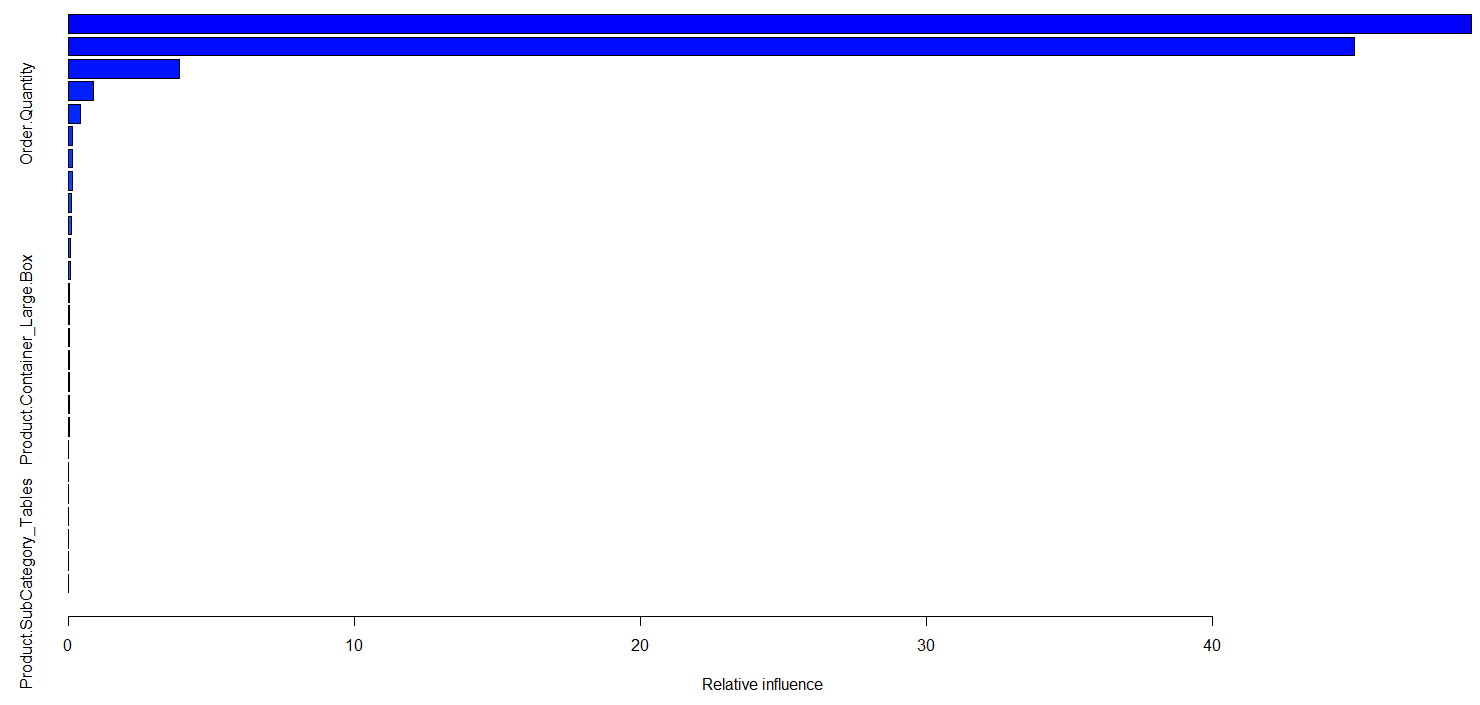 Order.Quantity
Product.Container_Large.Box
Product.SubCategory_Tables
0 10 20 30 40
Relative influence